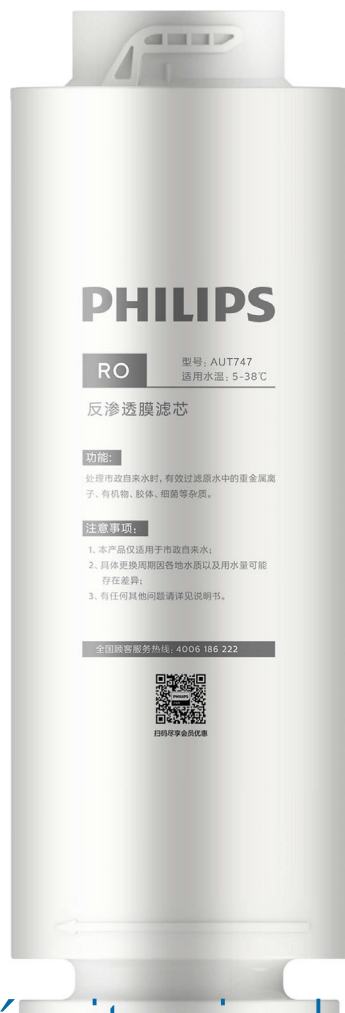 PHILIPS
RO
型号: AUT747
适用水温: 5-38℃
反渗透膜滤芯
功能:
处理市政自来水时, 有效过滤原水中的重金属离
子、有机物、胶体、细菌等杂质。
注意事项:
1、本产品仅适用于市政自来水;
2、具体更换周期因各地水质以及用水量可能
存在差异;
3、有任何其他问题请详见说明书。
全国顾客服务热线: 4006 186 222
PHILIPS
扫码尽享会员优惠